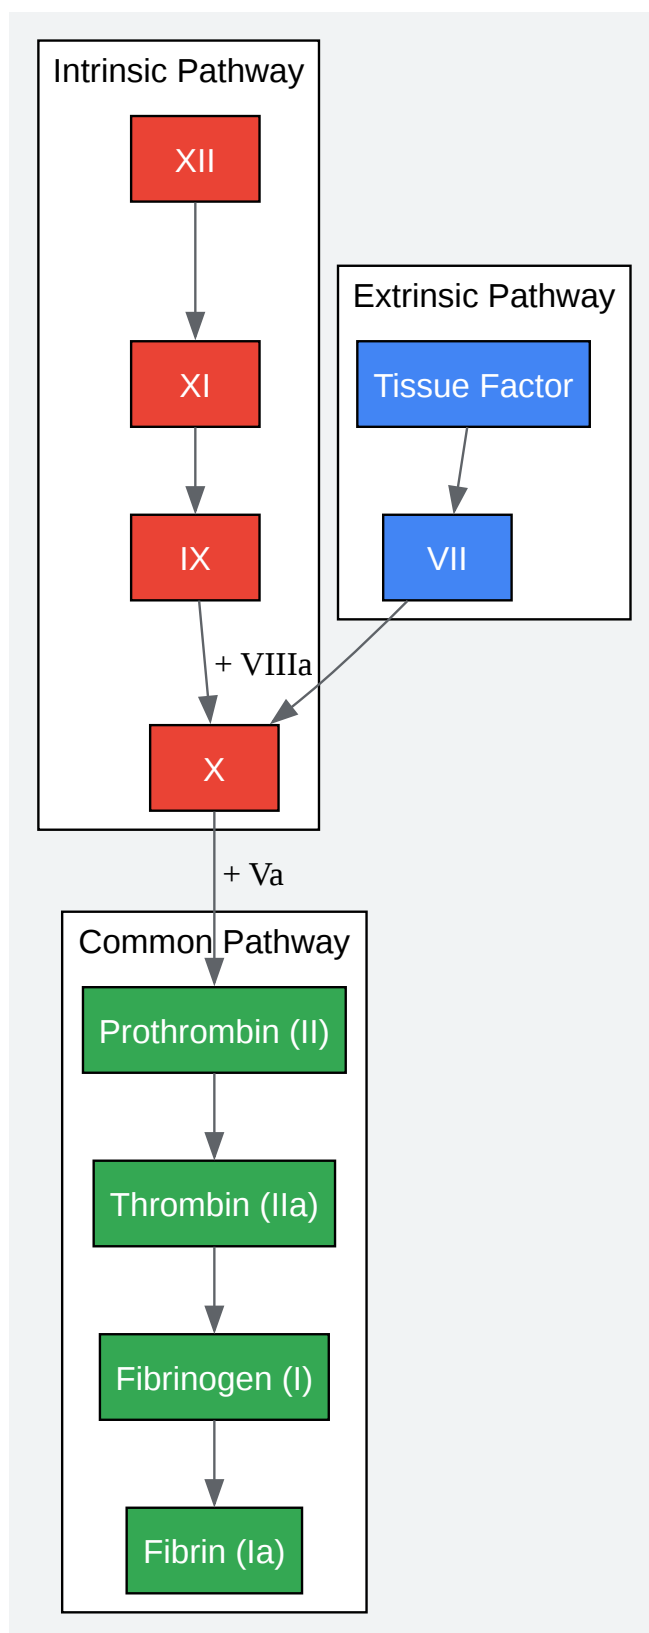 Intrinsic Pathway
XII
Extrinsic Pathway
XI
Tissue Factor
IX
VII
+ VIIIa
X
+ Va
Common Pathway
Prothrombin (II)
Thrombin (IIa)
Fibrinogen (I)
Fibrin (Ia)